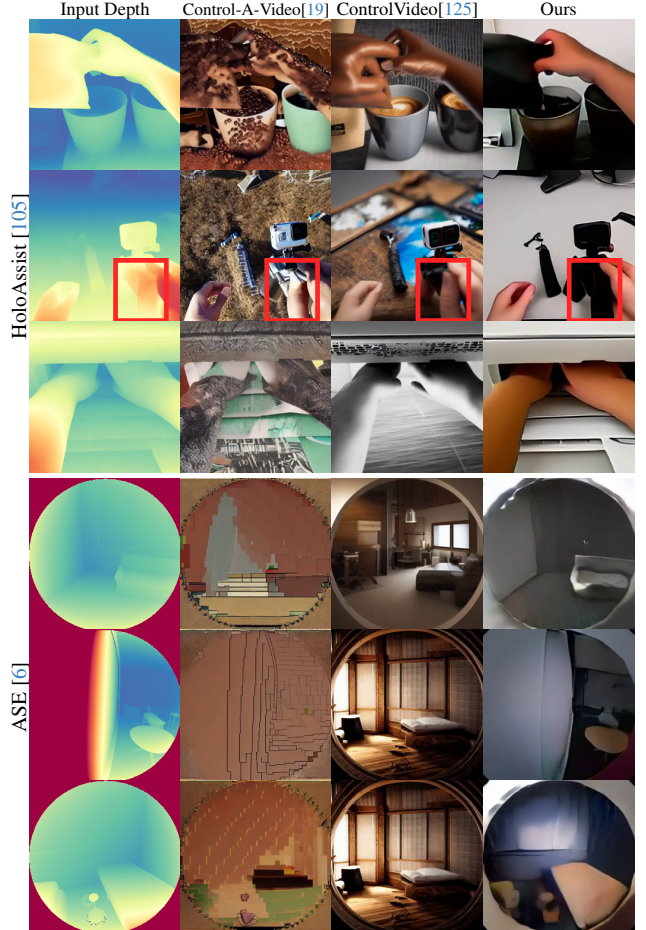 Input Depth Control-A-Video[19] ControlVideo[125] Ours
HoloAssist [105]
ASE [6]